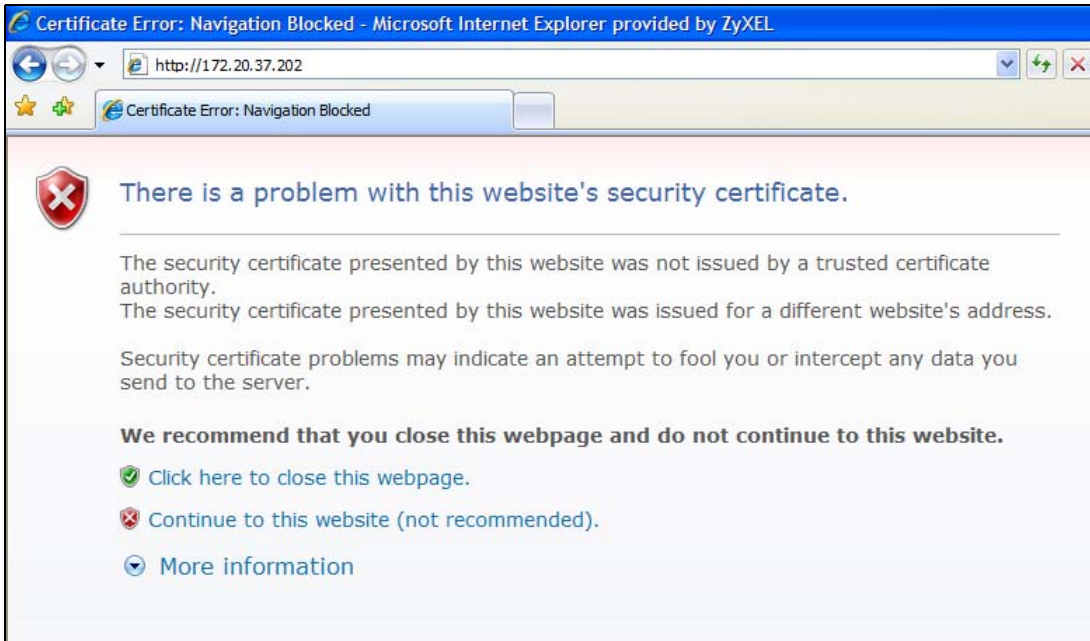 Certificate Error: Navigation Blocked - Microsoft Internet Explorer provided by ZyXEL
http://172.20.37.202
Certificate Error: Navigation Blocked
There is a problem with this website's security certificate.
The security certificate presented by this website was not issued by a trusted certificate
authority.
The security certificate presented by this website was issued for a different website's address.
Security certificate problems may indicate an attempt to fool you or intercept any data you
send to the server.
We recommend that you close this webpage and do not continue to this website.
Click here to close this webpage.
Continue to this website (not recommended).
More information